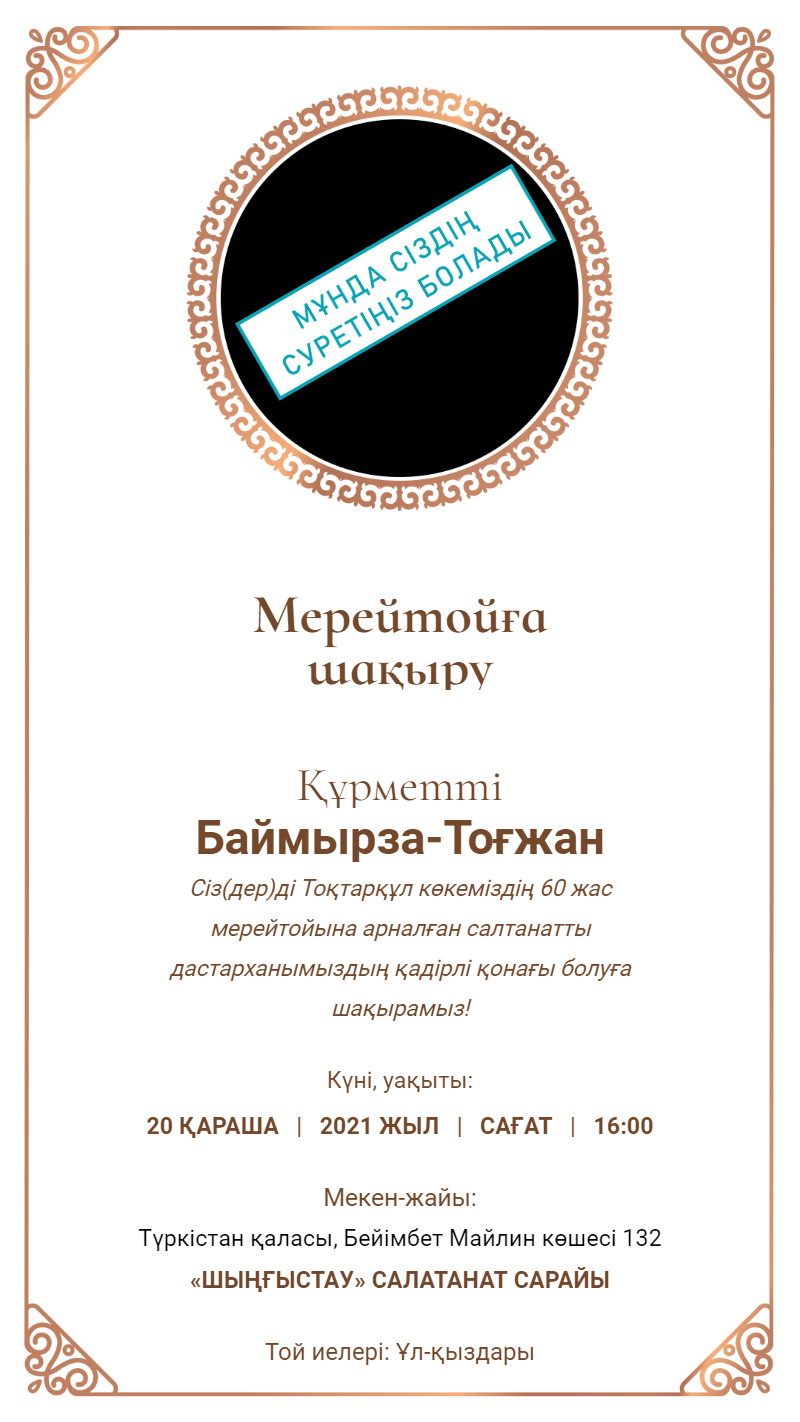 МҰНДА СІЗДІҢ
СУРЕТІҢІЗ БОЛАДЫ
Мерейтойға
шақыру
Құрметті
Баймырза-Тоғжан
Сіз(дер)ді Тоқтарқұл көкеміздің 60 жас
мерейтойына арналған салтанатты
дастарханымыздың қадірлі қонағы болуға
шақырамыз!
Күні, уақыты:
20 ҚАРАША | 2021 ЖЫЛ | САҒАТ | 16:00
Мекен-жайы:
Түркістан қаласы, Бейімбет Майлин көшесі 132
«ШЫҢҒЫСТАУ» САЛАТАНАТ САРАЙЫ
Той иелері: Ұл-қыздары